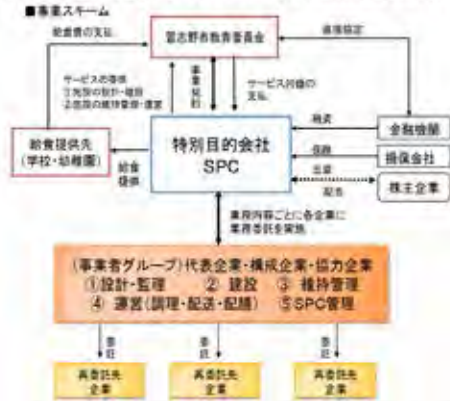 ■事業スキーム
給食費の支払
習志野市教育委員会
直接協定
サービスの提供
①施設の設計・建設
②施設の維持管理・運営
事業契約
サービス対価の
支払
給食提供先
(学校・幼稚園)
給食
提供
特別目的会社
SPC
融資
金融機関
保険
損保会社
出資
配当
株主企業
業務内容ごとに各企業に
業務委託を実施
(事業者グループ)代表企業・構成企業・協力企業
①設計・監理 ② 建設 ③ 維持管理
④ 運営(調理・配送・配膳) ⑤SPC管理
委託
委託
委託
再委託先
企業
再委託先
企業
再委託先
企業